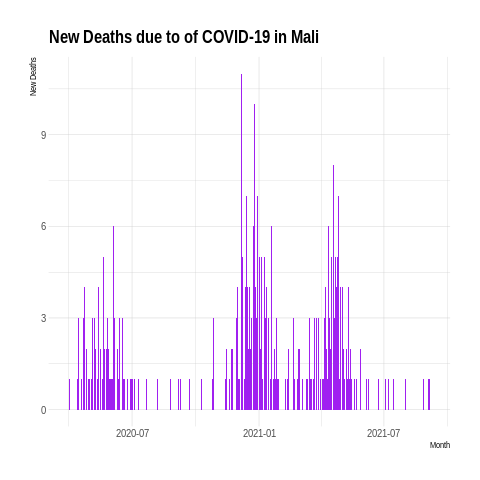 New Deaths due to of COVID-19 in Mali
New Deaths
9
6
3
0
2020-07
2021-01
2021-07
Month